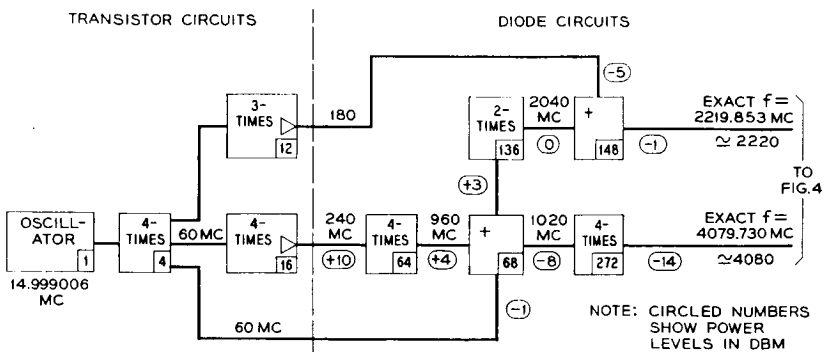 TRANSISTOR CIRCUITS
DIODE CIRCUITS
-5
3-
TIMES
12
180
2-
TIMES
136
2040
MC
0
+
148
-1
EXACT f=
2219.853 MC
≃ 2220
TO
FIG.4
+3
OSCILL-
ATOR
1
14.999006
MC
4-
TIMES
4
60 MC
4-
TIMES
16
240
MC
+10
4-
TIMES
64
960
MC
+4
+
68
1020
MC
-8
4-
TIMES
272
-14
EXACT f=
4079.730 MC
≃4080
60 MC
-1
NOTE: CIRCLED NUMBERS
SHOW POWER
LEVELS IN DBM